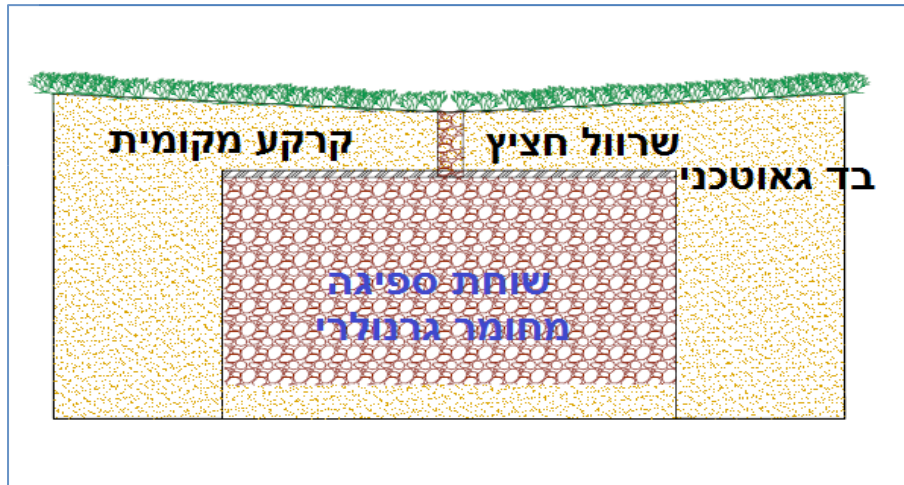 שרוול חציץ
קרקע מקומית
בד גאוטכני
שוחת ספיגה
מחומר גרנולרי